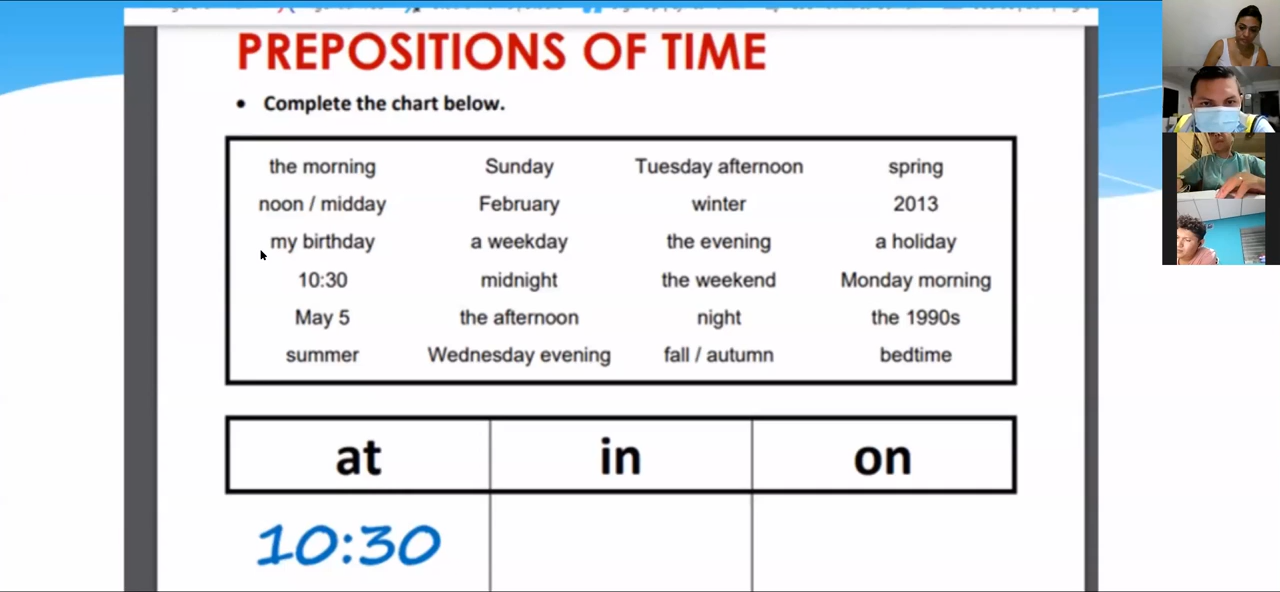 PREPOSITIONS OF TIME
• Complete the chart below.
the morning Sunday Tuesday afternoon spring
noon / midday February winter 2013
my birthday a weekday the evening a holiday
10:30 midnight the weekend Monday morning
May 5 the afternoon night the 1990s
summer Wednesday evening fall / autumn bedtime
at in on
10:30